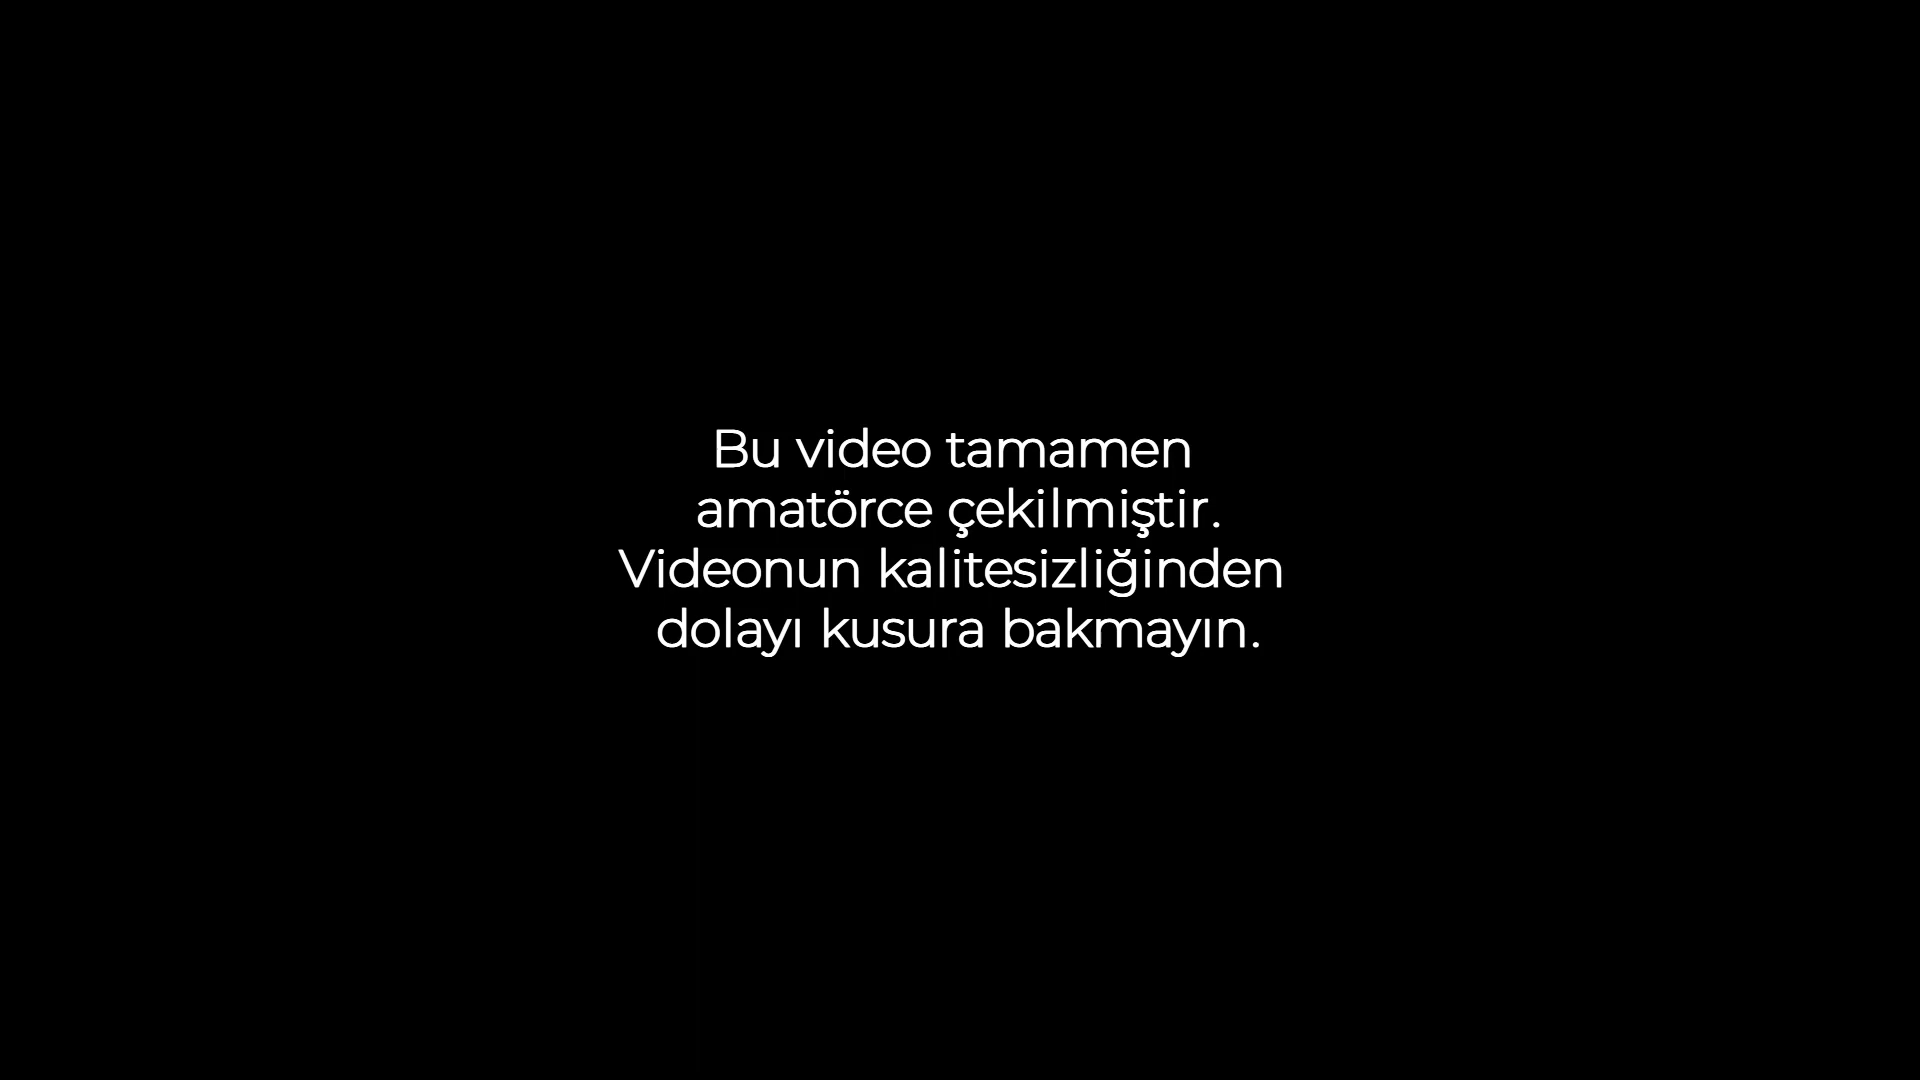 Bu video tamamen
amatörce çekilmiştir.
Videonun kalitesizliğinden
dolayı kusura bakmayın.